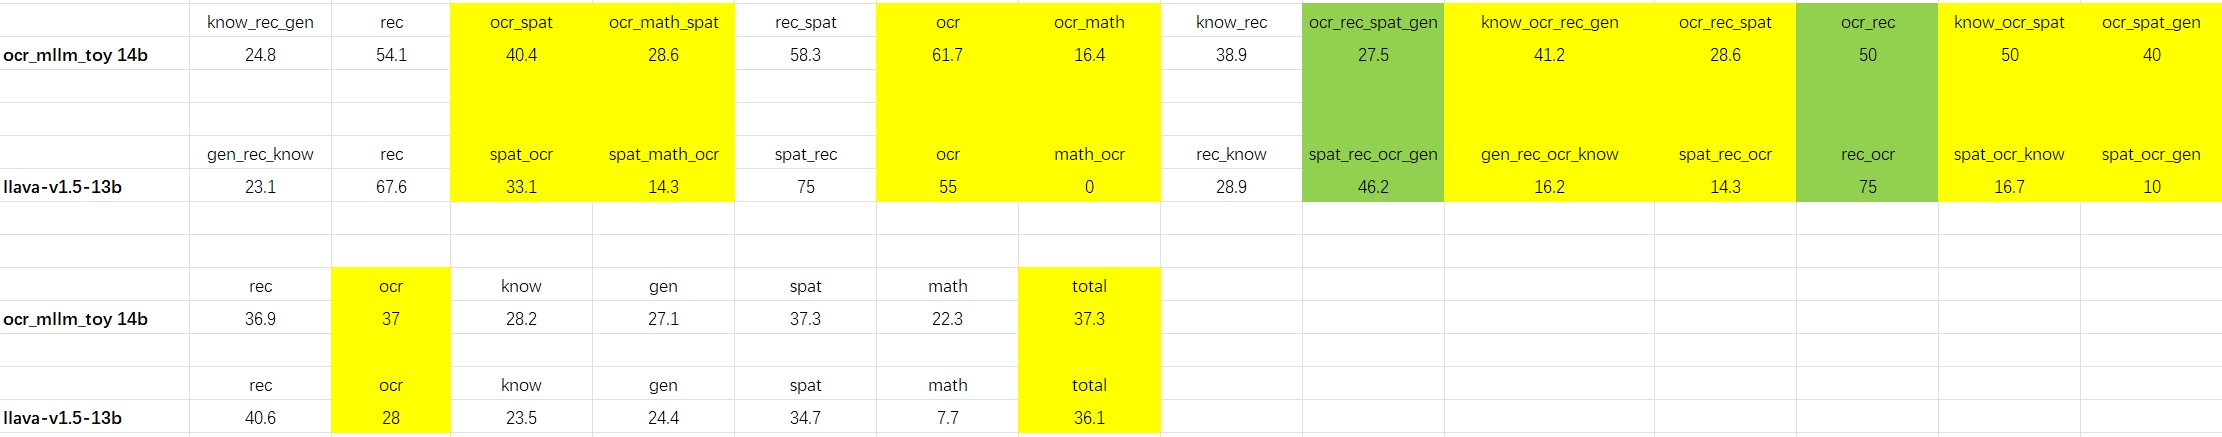 know_rec_gen rec ocr_spat ocr_math_spat rec_spat ocr ocr_math know_rec ocr_rec_spat_gen know_ocr_rec_gen ocr_rec_spat ocr_rec know_ocr_spat ocr_spat_gen
ocr_mllm_toy 14b 24.8 54.1 40.4 28.6 58.3 61.7 16.4 38.9 27.5 41.2 28.6 50 50 40
gen_rec_know rec spat_ocr spat_math_ocr spat_rec ocr math_ocr rec_know spat_rec_ocr_gen gen_rec_ocr_know spat_rec_ocr rec_ocr spat_ocr_know spat_ocr_gen
llava-v1.5-13b 23.1 67.6 33.1 14.3 75 55 0 28.9 46.2 16.2 14.3 75 16.7 10
rec ocr know gen spat math total
ocr_mllm_toy 14b 36.9 37 28.2 27.1 37.3 22.3 37.3
rec ocr know gen spat math total
llava-v1.5-13b 40.6 28 23.5 24.4 34.7 7.7 36.1